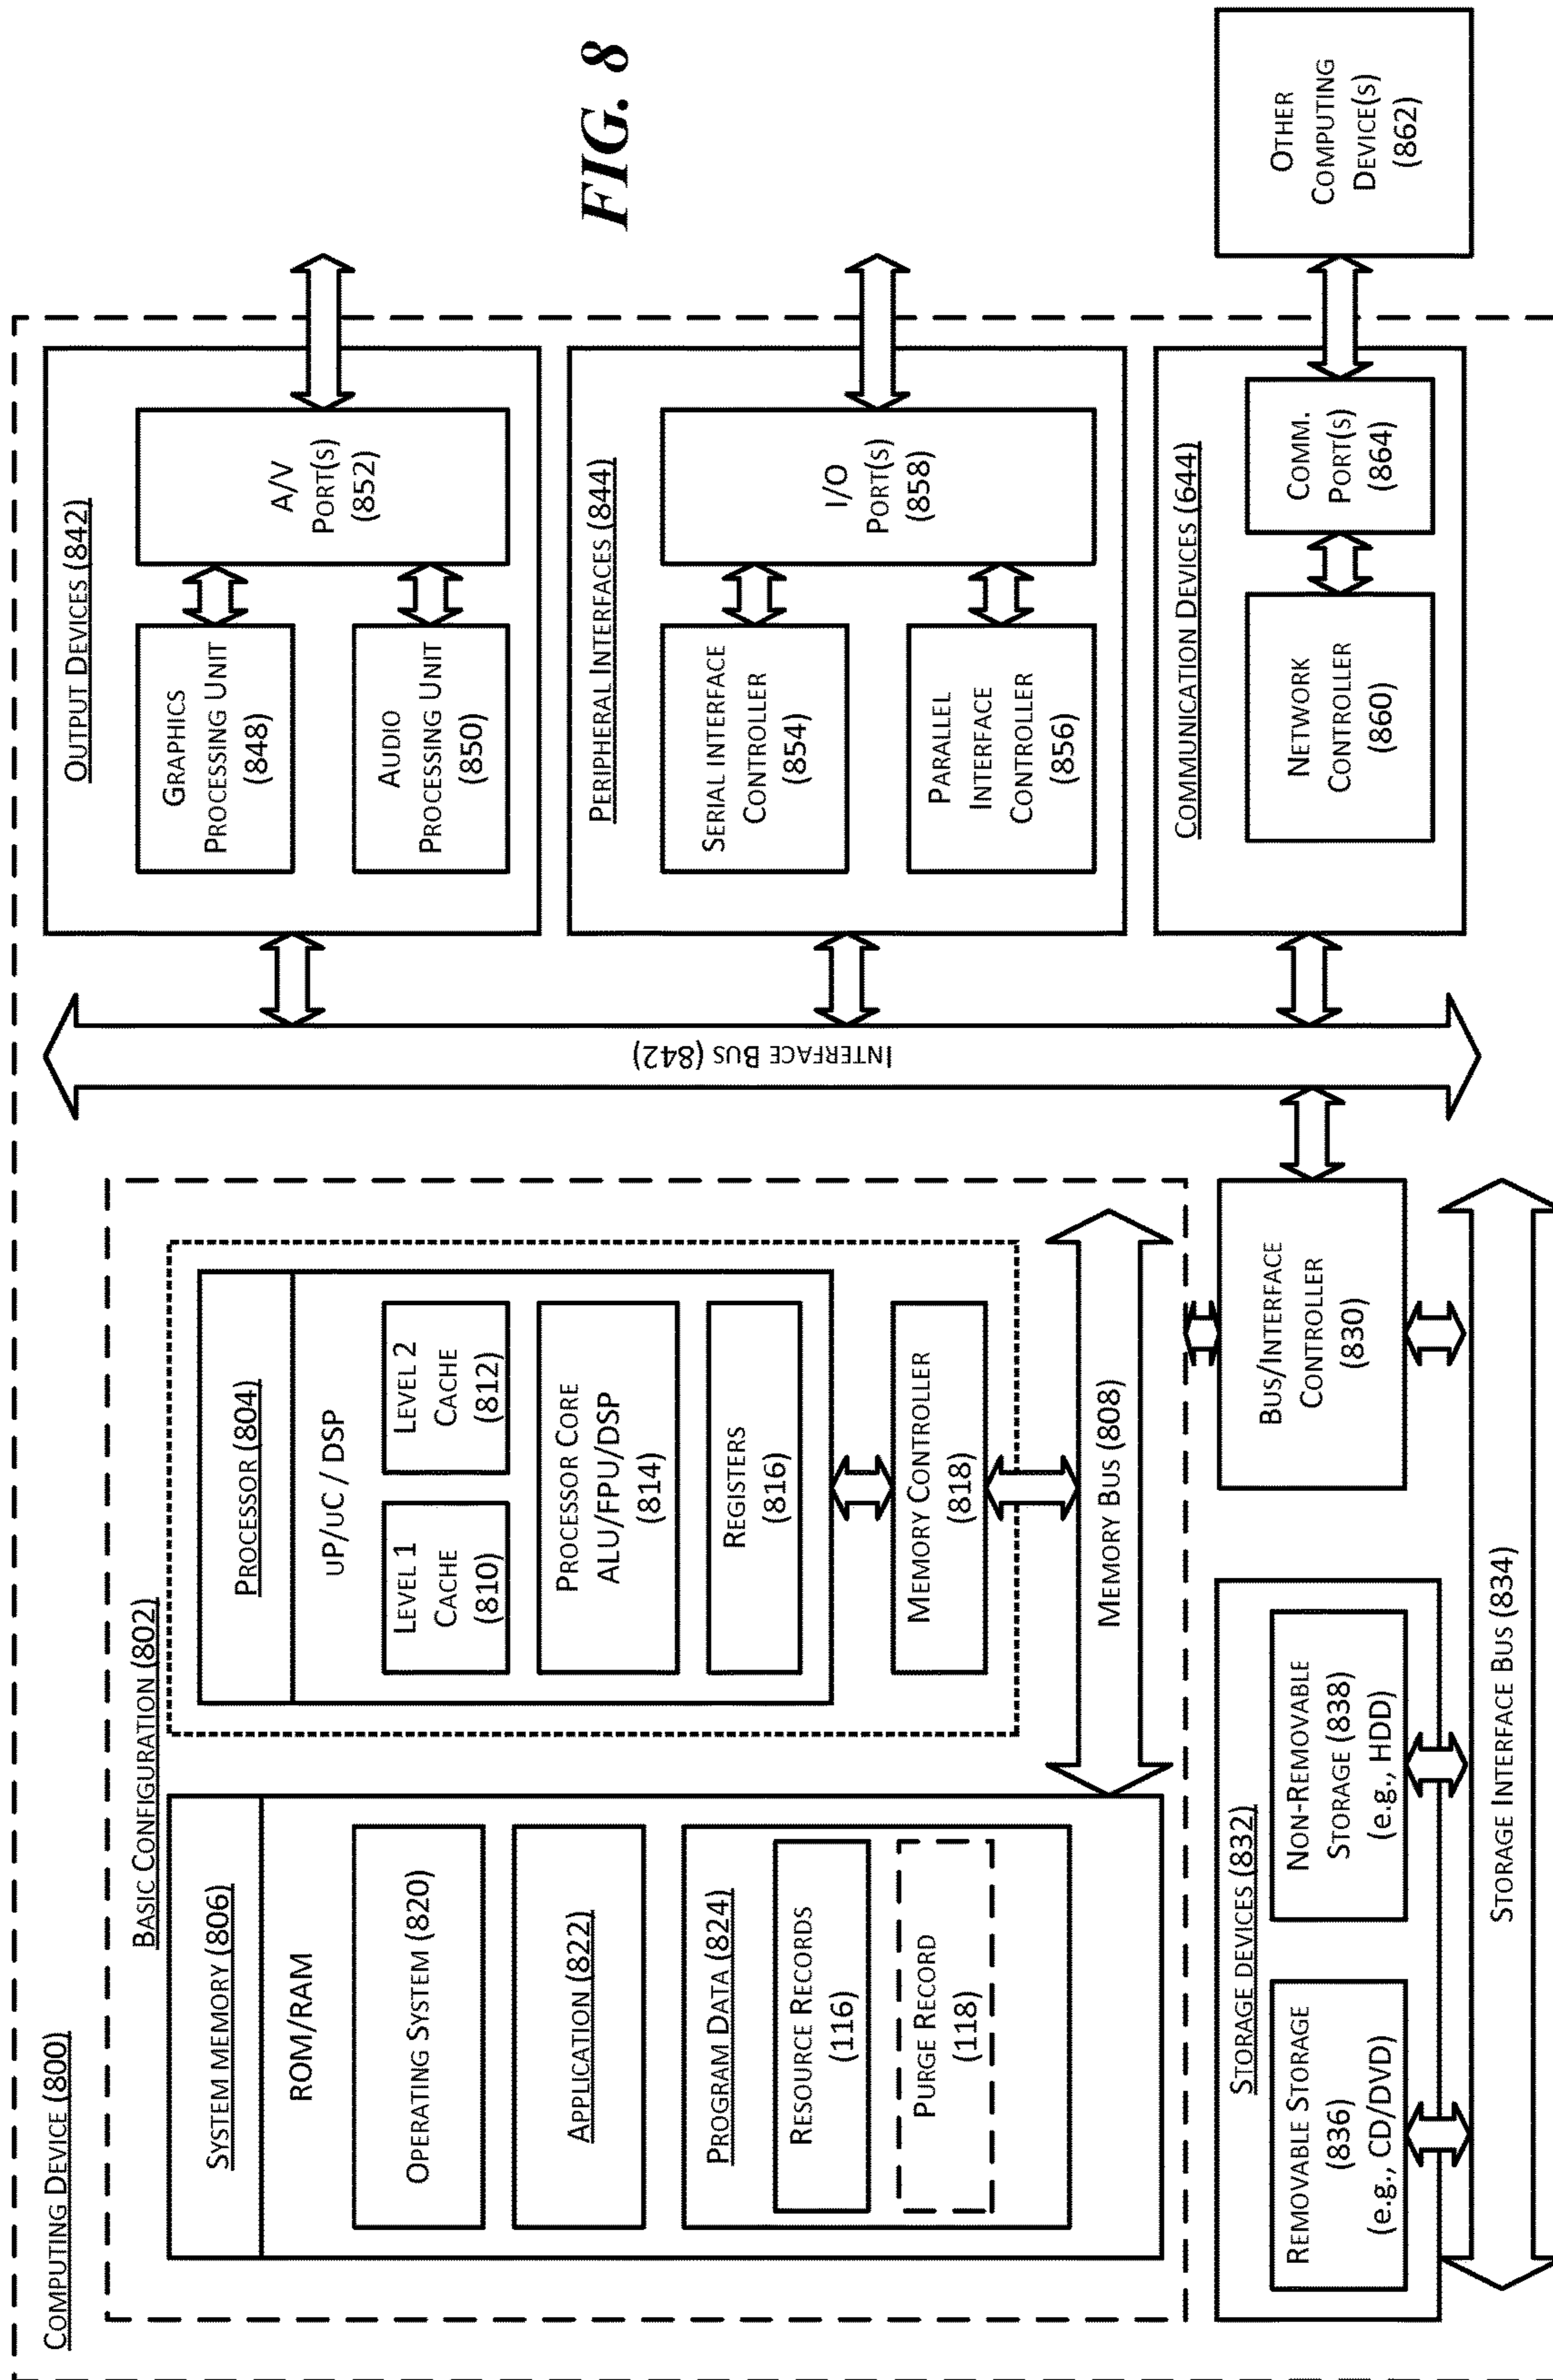 COMPUTING DEVICE (800)
BASIC CONFIGURATION (802)
SYSTEM MEMORY (806)
ROM/RAM
OPERATING SYSTEM (820)
APPLICATION (822)
PROGRAM DATA (824)
RESOURCE RECORDS
(116)
PURGE RECORD
(118)
PROCESSOR (804)
uP/uC / DSP
LEVEL 1
CACHE
(810)
LEVEL 2
CACHE
(812)
PROCESSOR CORE
ALU/FPU/DSP
(814)
REGISTERS
(816)
MEMORY CONTROLLER
(818)
MEMORY BUS (808)
STORAGE DEVICES (832)
REMOVABLE STORAGE
(836)
(e.g., CD/DVD)
NON-REMOVABLE
STORAGE (838)
(e.g., HDD)
BUS/INTERFACE
CONTROLLER
(830)
STORAGE INTERFACE BUS (834)
INTERFACE BUS (842)
OUTPUT DEVICES (842)
GRAPHICS
PROCESSING UNIT
(848)
AUDIO
PROCESSING UNIT
(850)
A/V
PORT(S)
(852)
PERIPHERAL INTERFACES (844)
SERIAL INTERFACE
CONTROLLER
(854)
PARALLEL
INTERFACE
CONTROLLER
(856)
I/O
PORT(S)
(858)
COMMUNICATION DEVICES (644)
NETWORK
CONTROLLER
(860)
COMM.
PORT(S)
(864)
OTHER
COMPUTING
DEVICE(S)
(862)
FIG. 8